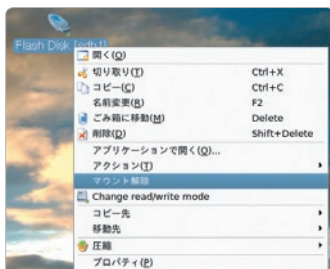 Flash Disk [sdb1]
開く(O)
切り取り(T) Ctrl+X
コピー(C) Ctrl+C
名前変更(R) F2
ごみ箱に移動(M) Delete
削除(D) Shift+Delete
アプリケーションで開く(O)...
アクション(T)
マウント解除
Change read/write mode
コピー先
移動先
圧縮
プロパティ(P)